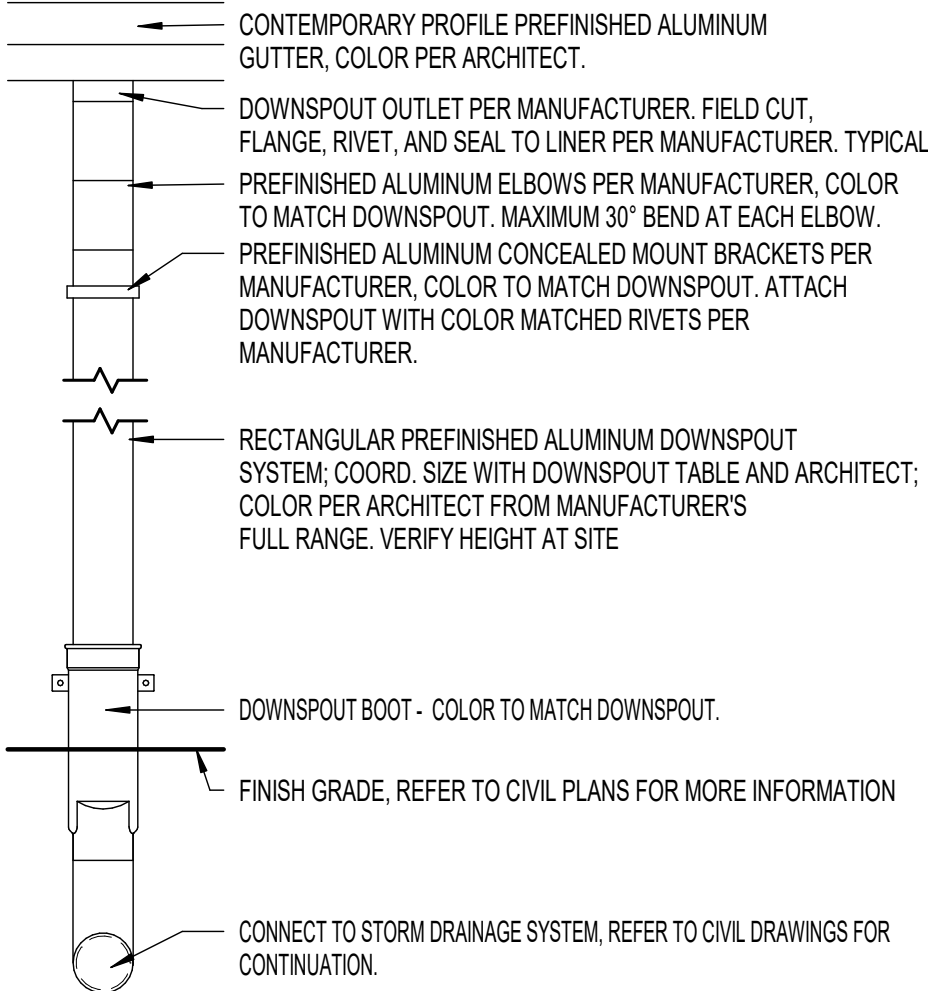 CONTEMPORARY PROFILE PREFINISHED ALUMINUM
GUTTER, COLOR PER ARCHITECT.
DOWNSPOUT OUTLET PER MANUFACTURER. FIELD CUT,
FLANGE, RIVET, AND SEAL TO LINER PER MANUFACTURER. TYPICAL
PREFINISHED ALUMINUM ELBOWS PER MANUFACTURER, COLOR
TO MATCH DOWNSPOUT. MAXIMUM 30° BEND AT EACH ELBOW.
PREFINISHED ALUMINUM CONCEALED MOUNT BRACKETS PER
MANUFACTURER, COLOR TO MATCH DOWNSPOUT. ATTACH
DOWNSPOUT WITH COLOR MATCHED RIVETS PER
MANUFACTURER.
RECTANGULAR PREFINISHED ALUMINUM DOWNSPOUT
SYSTEM; COORD. SIZE WITH DOWNSPOUT TABLE AND ARCHITECT;
COLOR PER ARCHITECT FROM MANUFACTURER'S
FULL RANGE. VERIFY HEIGHT AT SITE
DOWNSPOUT BOOT - COLOR TO MATCH DOWNSPOUT.
FINISH GRADE, REFER TO CIVIL PLANS FOR MORE INFORMATION
CONNECT TO STORM DRAINAGE SYSTEM, REFER TO CIVIL DRAWINGS FOR
CONTINUATION.